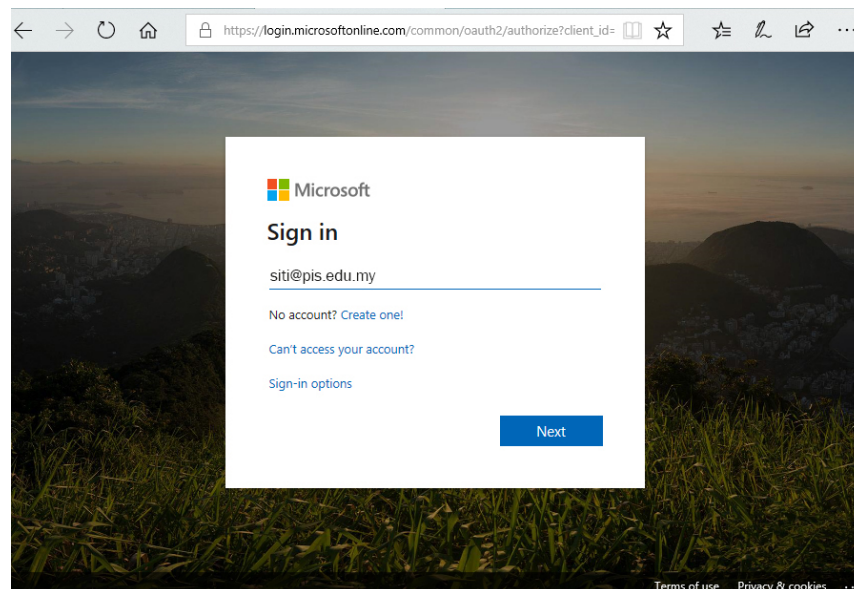 https://login.microsoftonline.com/common/oauth2/authorize?client_id=
Microsoft
Sign in
siti@pis.edu.my
No account? Create one!
Can't access your account?
Sign-in options
Next
Terms of use Privacy & cookies ...